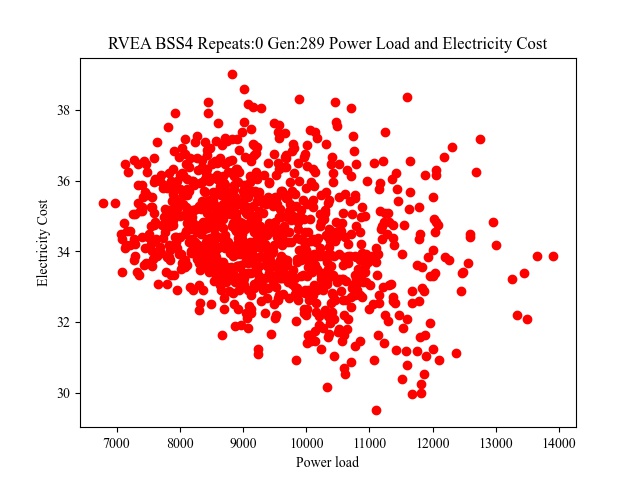 RVEA BSS4 Repeats:0 Gen:289 Power Load and Electricity Cost
Electricity Cost
38
36
34
32
30
7000 8000 9000 10000 11000 12000 13000 14000
Power load